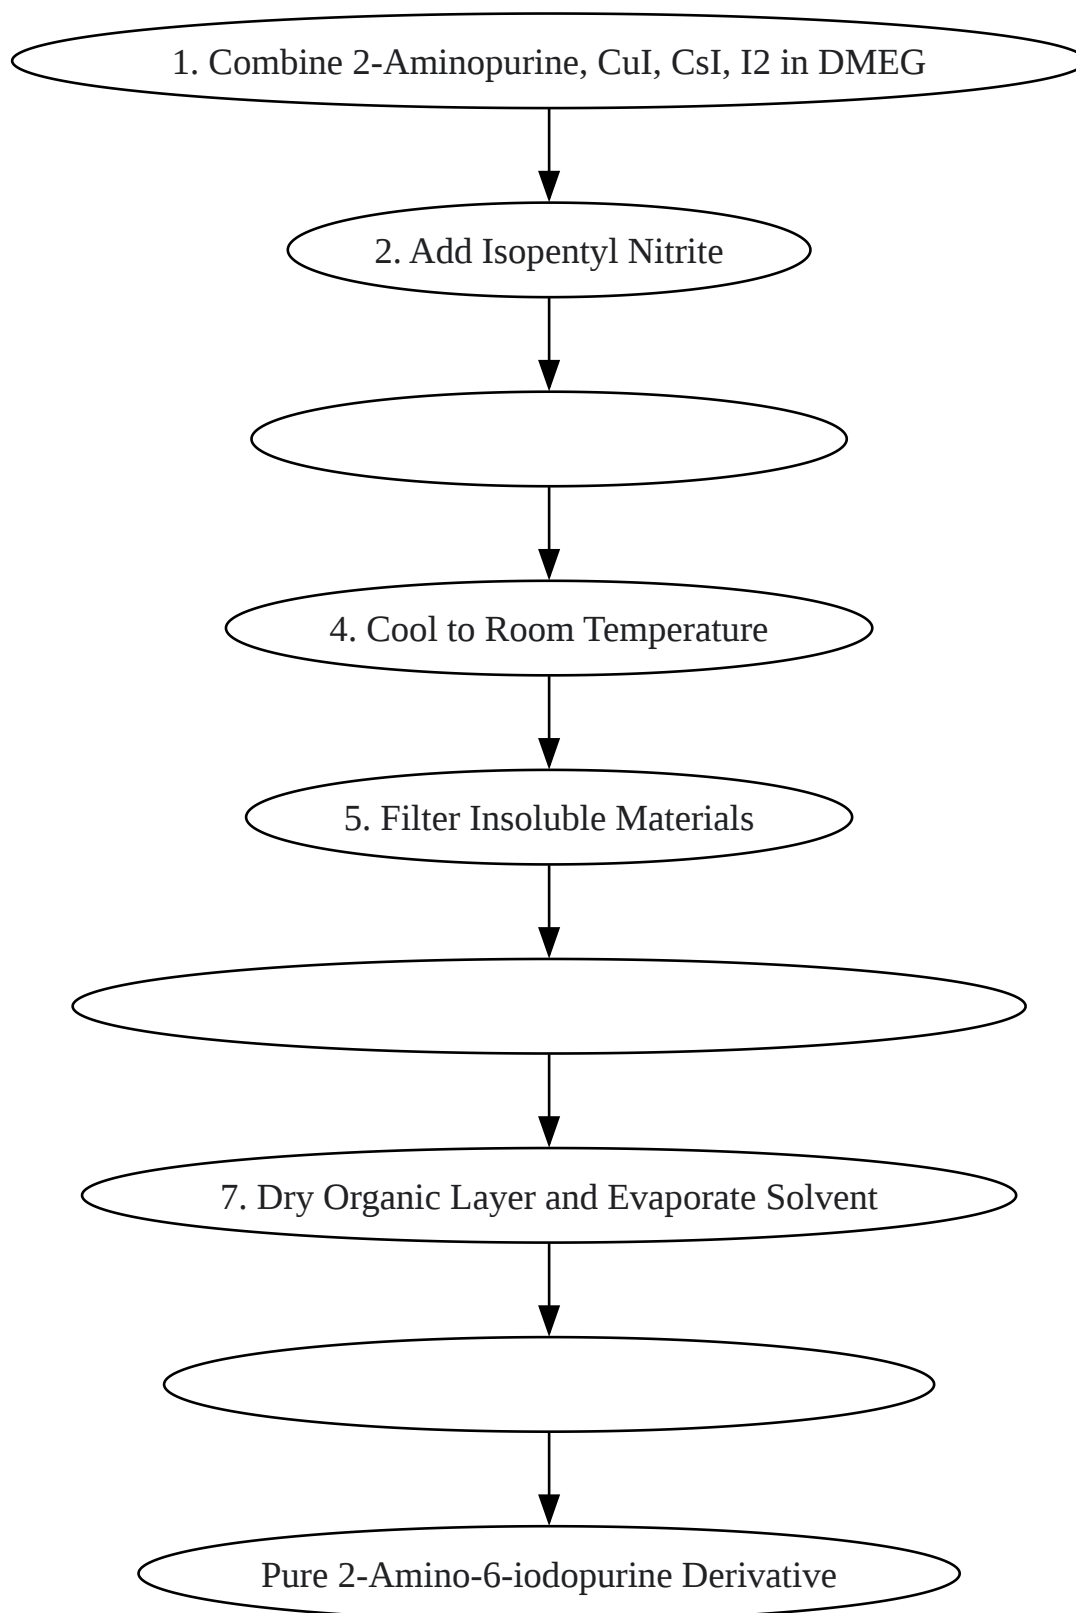 1. Combine 2-Aminopurine, CuI, CsI, I2 in DMEG
2. Add Isopentyl Nitrite
4. Cool to Room Temperature
5. Filter Insoluble Materials
7. Dry Organic Layer and Evaporate Solvent
Pure 2-Amino-6-iodopurine Derivative